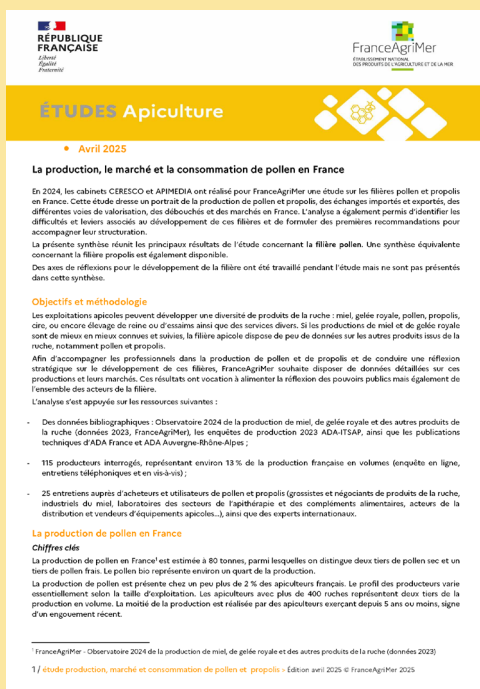 RÉPUBLIQUE
FRANÇAISE
Liberté
Égalité
Fraternité
FranceAgriMer
ÉTABLISSEMENT NATIONAL
DES PRODUITS DE L'AGRICULTURE ET DE LA MER
ÉTUDES Apiculture
• Avril 2025
La production, le marché et la consommation de pollen en France
En 2024, les cabinets CERESCO et APIMEDIA ont réalisé pour FranceAgriMer une étude sur les filières pollen et propolis
en France. Cette étude dresse un portrait de la production de pollen et propolis, des échanges importés et exportés, des
différentes voies de valorisation, des débouchés et des marchés en France. L'analyse a également permis d'identifier les
difficultés et leviers associés au développement de ces filières et de formuler des premières recommandations pour
accompagner leur structuration.
La présente synthèse réunit les principaux résultats de l'étude concernant la filière pollen. Une synthèse équivalente
concernant la filière propolis est également disponible.
Des axes de réflexions pour le développement de la filière ont été travaillé pendant l'étude mais ne sont pas présentés
dans cette synthèse.
Objectifs et méthodologie
Les exploitations apicoles peuvent développer une diversité de produits de la ruche : miel, gelée royale, pollen, propolis,
cire, ou encore élevage de reine ou d'essaims ainsi que des services divers. Si les productions de miel et de gelée royale
sont de mieux en mieux connues et suivies, la filière apicole dispose de peu de données sur les autres produits issus de la
ruche, notamment pollen et propolis.
Afin d'accompagner les professionnels dans la production de pollen et de propolis et de conduire une réflexion
stratégique sur le développement de ces filières, FranceAgriMer souhaite disposer de données détaillées sur ces
productions et leurs marchés. Ces résultats ont vocation à alimenter la réflexion des pouvoirs publics mais également de
l'ensemble des acteurs de la filière.
L'analyse s'est appuyée sur les ressources suivantes :
- Des données bibliographiques : Observatoire 2024 de la production de miel, de gelée royale et des autres produits de
la ruche (données 2023, FranceAgriMer), les enquêtes de production 2023 ADA-ITSAP, ainsi que les publications
techniques d'ADA France et ADA Auvergne-Rhône-Alpes ;
- 115 producteurs interrogés, représentant environ 13 % de la production française en volumes (enquête en ligne,
entretiens téléphoniques et en vis-à-vis) ;
- 25 entretiens auprès d'acheteurs et utilisateurs de pollen et propolis (grossistes et négociants de produits de la ruche,
industriels du miel, laboratoires des secteurs de l'apithérapie et des compléments alimentaires, acteurs de la
distribution et vendeurs d'équipements apicoles...), ainsi que des experts internationaux.
La production de pollen en France
Chiffres clés
La production de pollen en France¹ est estimée à 80 tonnes, parmi lesquelles on distingue deux tiers de pollen sec et un
tiers de pollen frais. Le pollen bio représente environ un quart de la production.
La production de pollen est présente chez un peu plus de 2 % des apiculteurs français. Le profil des producteurs varie
essentiellement selon la taille d'exploitation. Les apiculteurs avec plus de 400 ruches représentent deux tiers de la
production en volume. La moitié de la production est réalisée par des apiculteurs exerçant depuis 5 ans ou moins, signe
d'un engouement récent.
¹ FranceAgriMer - Observatoire 2024 de la production de miel, de gelée royale et des autres produits de la ruche (données 2023)
1 / étude production, marché et consommation de pollen et propolis – Édition avril 2025 © FranceAgriMer 2025